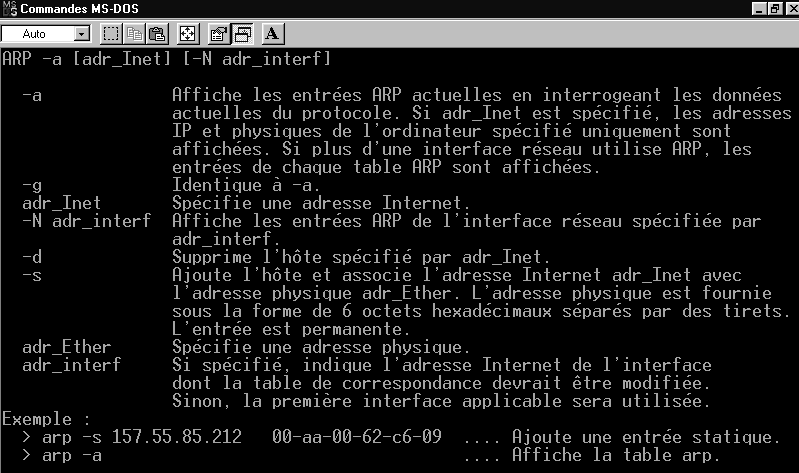 Commandes MS-DOS
Auto
A
ARP -a [adr_Inet] [-N adr_interf]
-a Affiche les entrées ARP actuelles en interrogeant les données
actuelles du protocole. Si adr_Inet est spécifié, les adresses
IP et physiques de l'ordinateur spécifié uniquement sont
affichées. Si plus d'une interface réseau utilise ARP, les
entrées de chaque table ARP sont affichées.
-g Identique à -a.
adr_Inet Spécifie une adresse Internet.
-N adr_interf Affiche les entrées ARP de l'interface réseau spécifiée par
adr_interf.
-d Supprime l'hôte spécifié par adr_Inet.
-s Ajoute l'hôte et associe l'adresse Internet adr_Inet avec
l'adresse physique adr_Ether. L'adresse physique est fournie
sous la forme de 6 octets hexadécimaux séparés par des tirets.
L'entrée est permanente.
adr_Ether Spécifie une adresse physique.
adr_interf Si spécifié, indique l'adresse Internet de l'interface
dont la table de correspondance devrait être modifiée.
Sinon, la première interface applicable sera utilisée.
Exemple :
> arp -s 157.55.85.212 00-aa-00-62-c6-09 .... Ajoute une entrée statique.
> arp -a .... Affiche la table arp.